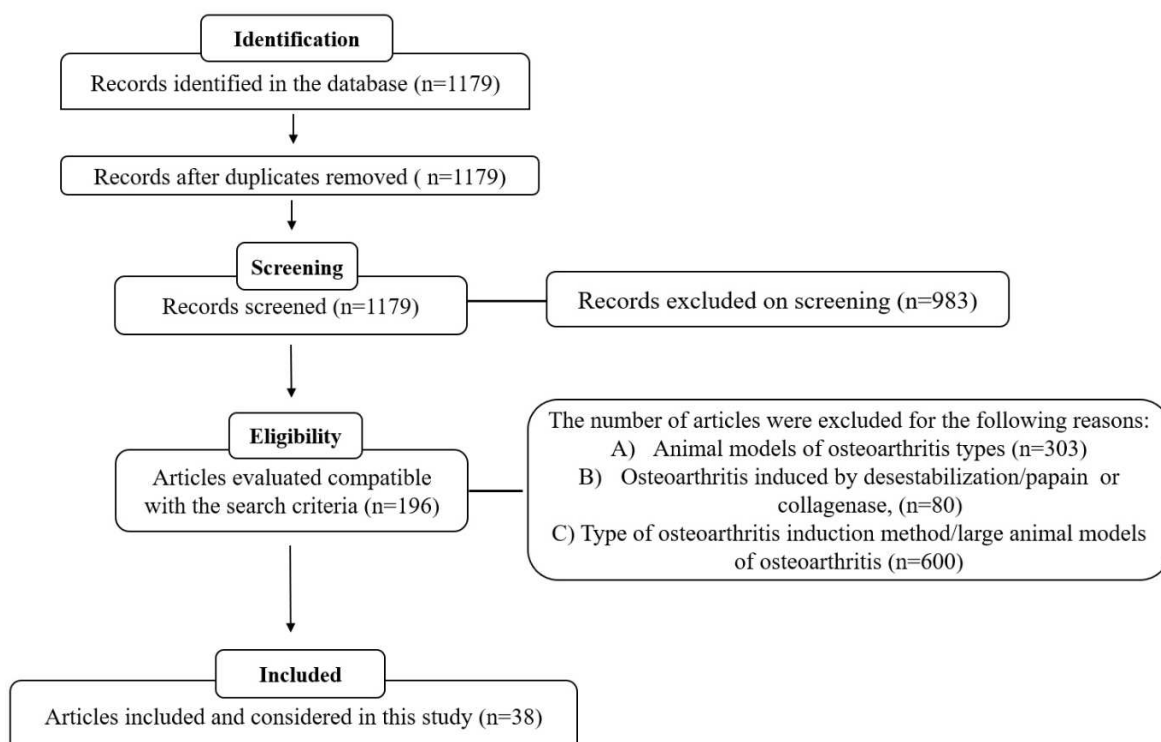 Identification
Records identified in the database (n=1179)
Records after duplicates removed ( n=1179)
Screening
Records screened (n=1179)
Records excluded on screening (n=983)
Eligibility
Articles evaluated compatible
with the search criteria (n=196)
The number of articles were excluded for the following reasons:
A) Animal models of osteoarthritis types (n=303)
B) Osteoarthritis induced by desestabilization/papain or
collagenase, (n=80)
C) Type of osteoarthritis induction method/large animal models
of osteoarthritis (n=600)
Included
Articles included and considered in this study (n=38)